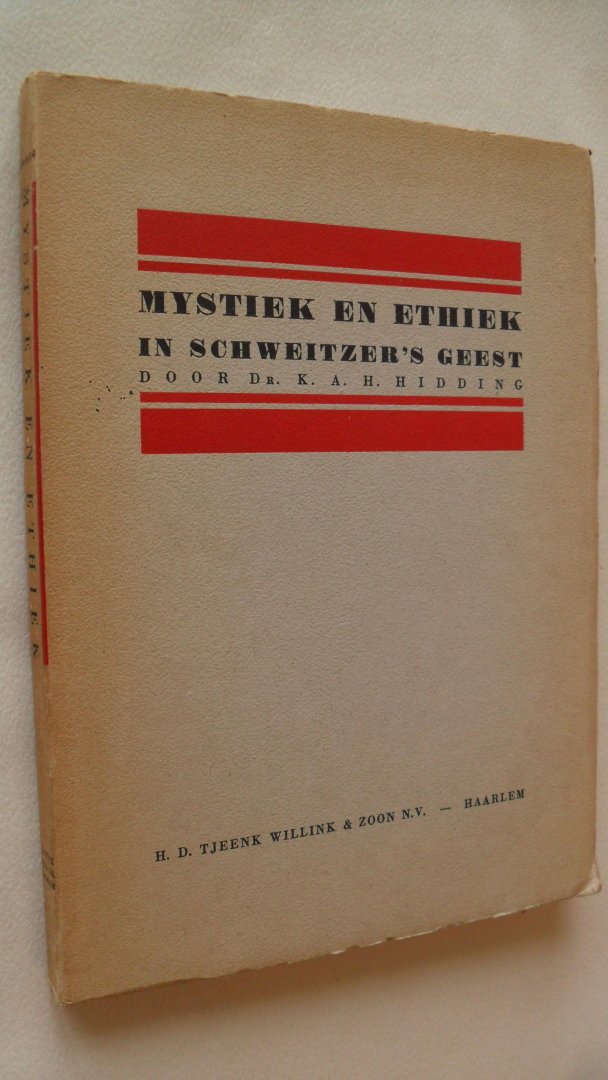 MYSTIEK EN ETHIEK
IN SCHWEITZER'S GEEST
DOOR DR. K. A. H. HIDDING
H. D. TJEENK WILLINK & ZOON N.V. — HAARLEM
MYSTIEK EN ETHIEK